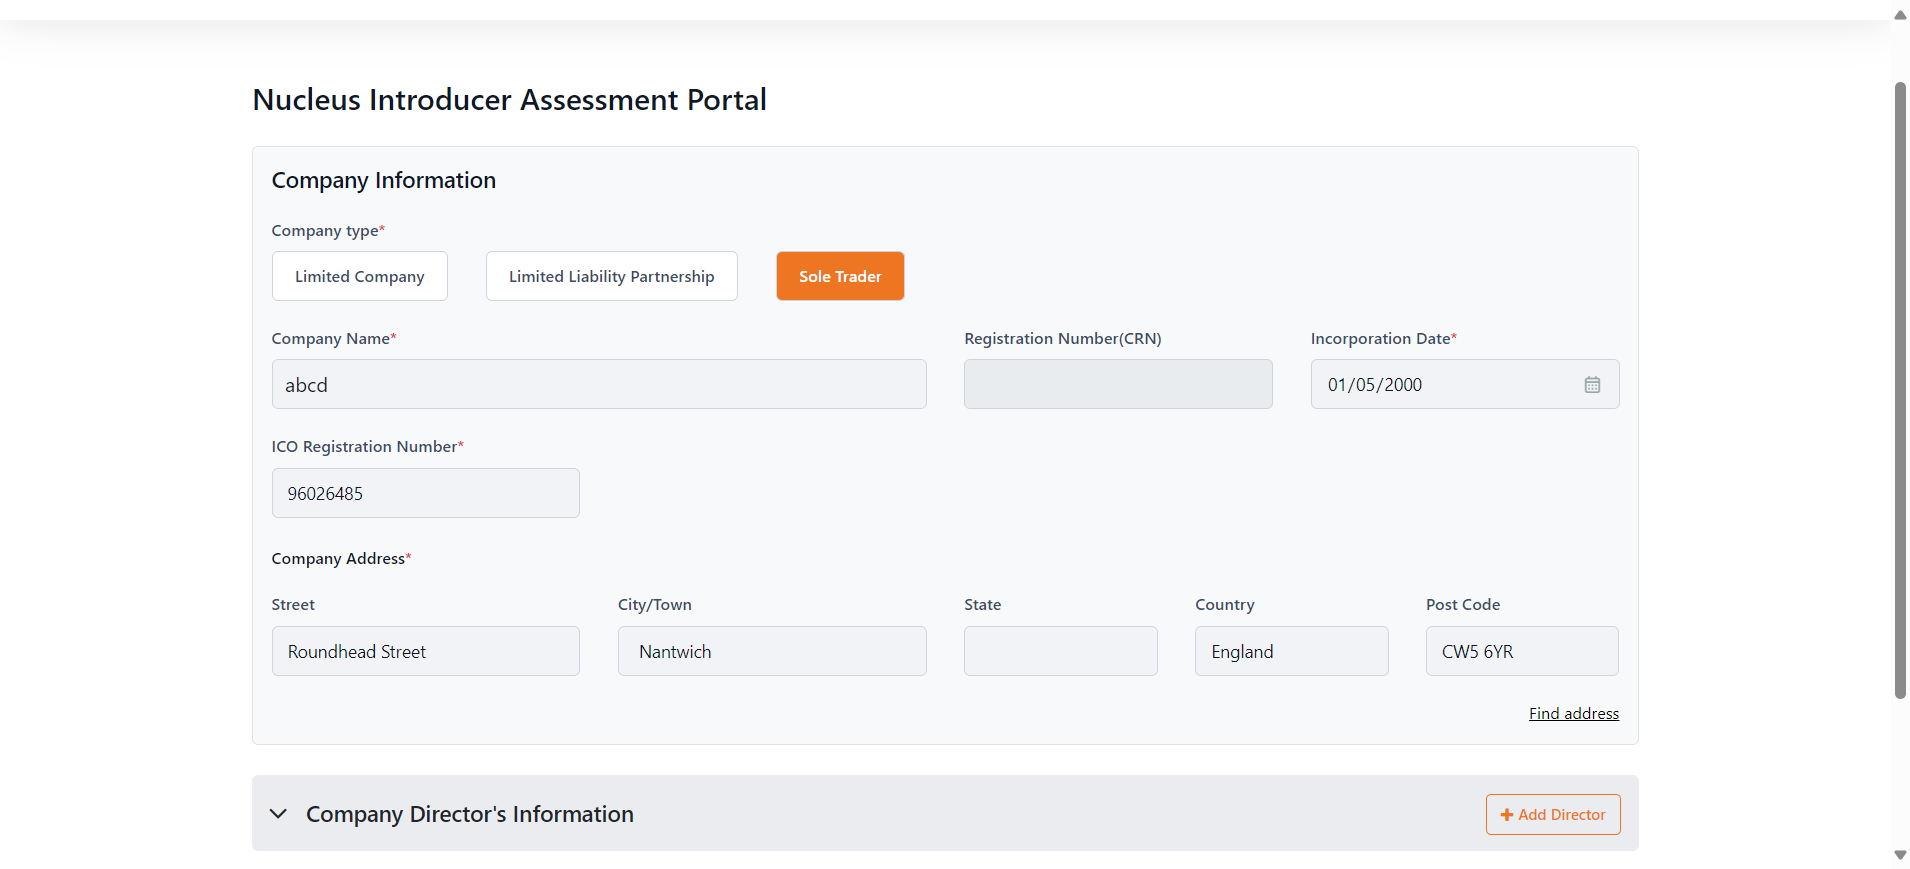 Nucleus Introducer Assessment Portal
Company Information
Company type*
Limited Company
Limited Liability Partnership
Sole Trader
Company Name*
Registration Number(CRN)
Incorporation Date*
abcd
01/05/2000
ICO Registration Number*
96026485
Company Address*
Street
City/Town
State
Country
Post Code
Roundhead Street
Nantwich
England
CW5 6YR
Find address
Company Director's Information
Add Director